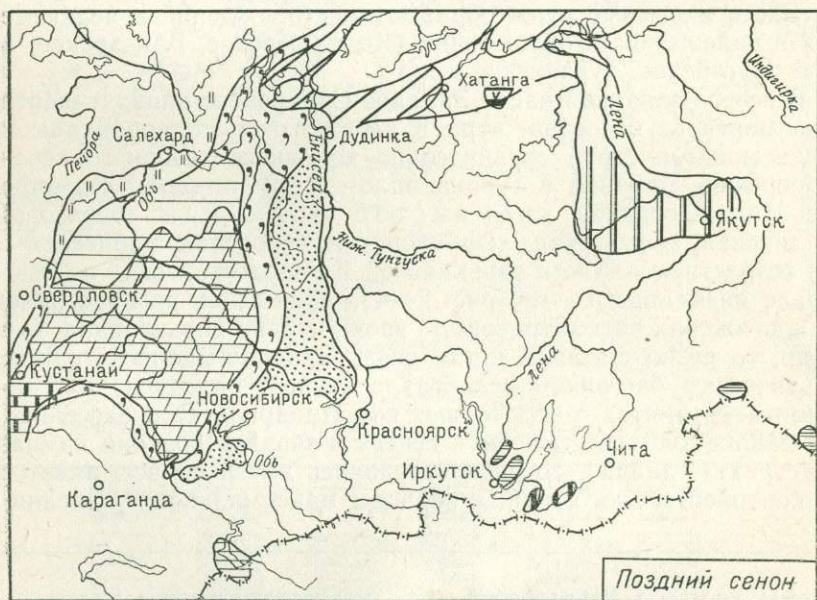 Индигирка
Хатанга
Лена
Печора
Салехард
Дудинка
Енисей
Обь
Якутск
Ниж. Тунгуска
Свердловск
Лена
Кустанай
Новосибирск
Красноярск
Чита
Обь
Иркутск
Караганда
Поздний сенон